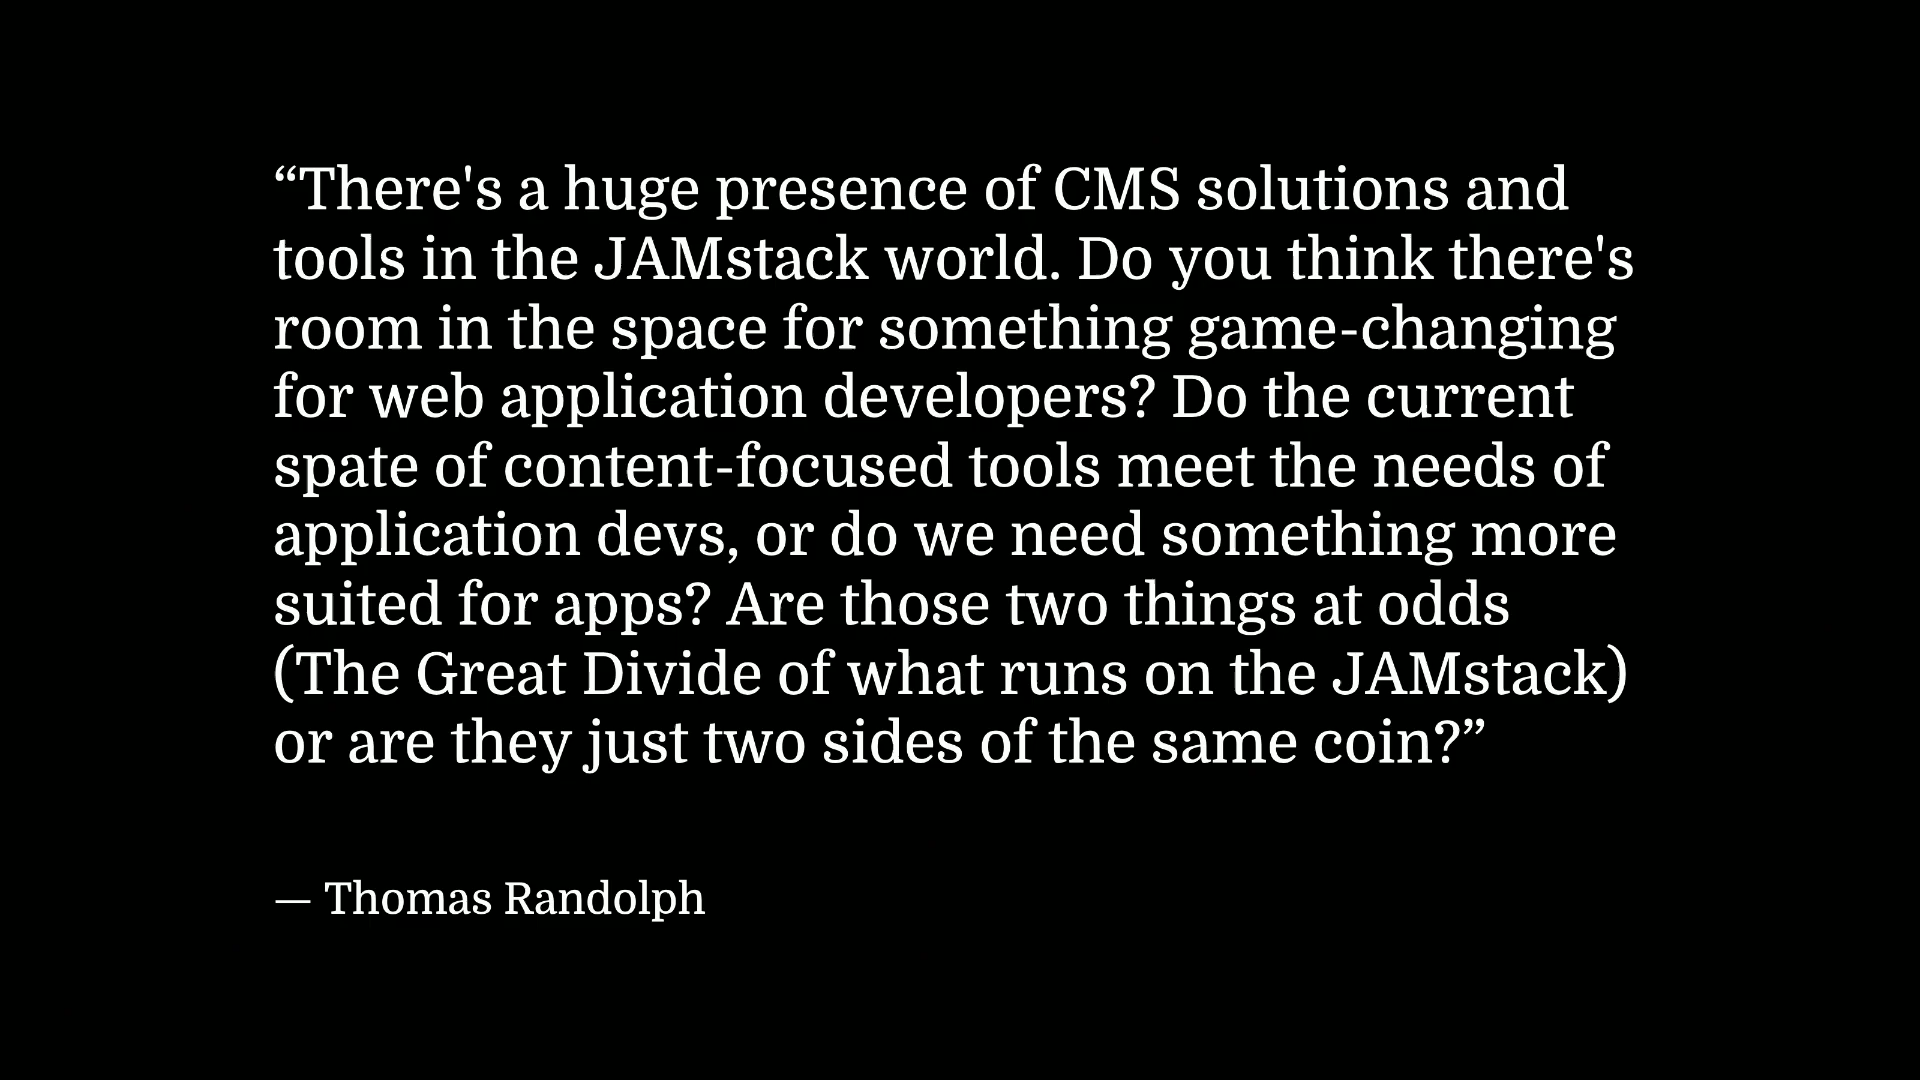 “There's a huge presence of CMS solutions and
tools in the JAMstack world. Do you think there's
room in the space for something game-changing
for web application developers? Do the current
spate of content-focused tools meet the needs of
application devs, or do we need something more
suited for apps? Are those two things at odds
(The Great Divide of what runs on the JAMstack)
or are they just two sides of the same coin?”
— Thomas Randolph